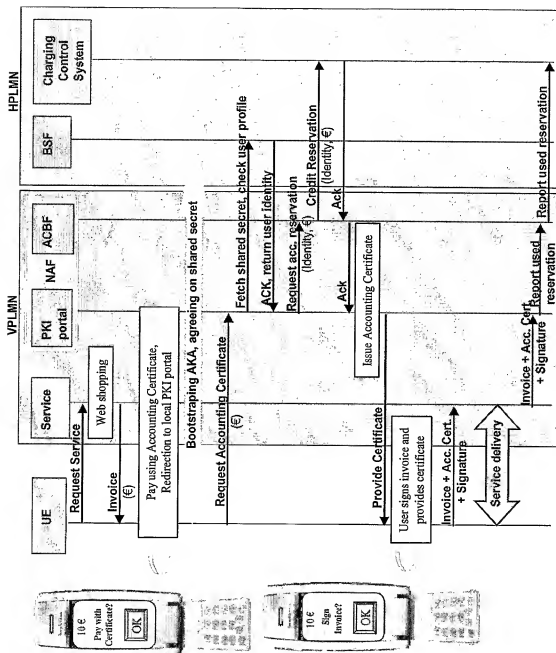 VPLMN
HPLMN
UE
Service
PKI
portal
NAF
ACBF
BSF
Charging
Control
System
Request Service
Web shopping
Invoice
(€)
Pay using Accounting Certificate,
Redirection to local PKI portal
Bootstraping AKA, agreeing on shared secret
Request Accounting Certificate
(€)
Fetch shared secret, check user profile
ACK, return user identity
Request acc. reservation
(Identity, €)
Credit Reservation
(Identity, €)
Ack
Ack
Issue Accounting Certificate
Provide Certificate
User signs invoice and
provides certificate
Invoice + Acc. Cert.
+ Signature
Service delivery
Invoice + Acc. Cert.
+ Signature
Report used
reservation
Report used reservation
10 €
Pay with
Certificate?
OK
10 €
Sign
Invoice?
OK